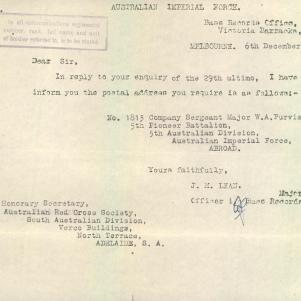 AUSTRALIAN IMPERIAL FORCE.
In all communications regarding
number, rank, full name and unit
of Soldier referred to, is to be stated.
Base Records Office,
Victoria Barracks,
MELBOURNE. 6th December
Dear Sir,
In reply to your enquiry of the 29th ultimo, I have
inform you the postal address you require is as follows:-
No. 1813 Company Sergeant Major W.A. Purvis
5th Pioneer Battalion,
5th Australian Division,
Australian Imperial Force,
ABROAD.
Yours faithfully,
J. M. LEAN.
Major
Officer i/c Base Records
Honorary Secretary,
Australian Red Cross Society,
South Australian Division,
Verco Buildings,
North Terrace,
ADELAIDE, S. A.